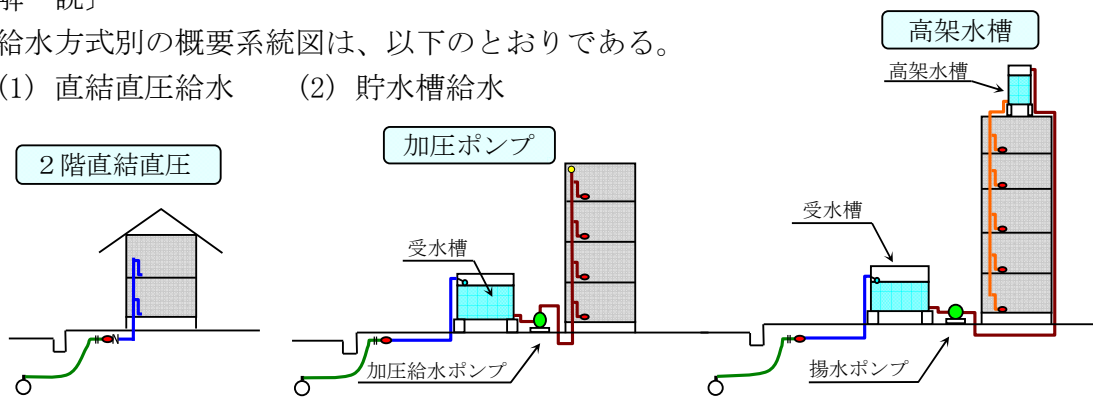 給水方式別の概要系統図は、以下のとおりである。
(1) 直結直圧給水　　(2) 貯水槽給水
高架水槽
高架水槽
２階直結直圧
加圧ポンプ
受水槽
受水槽
加圧給水ポンプ
揚水ポンプ